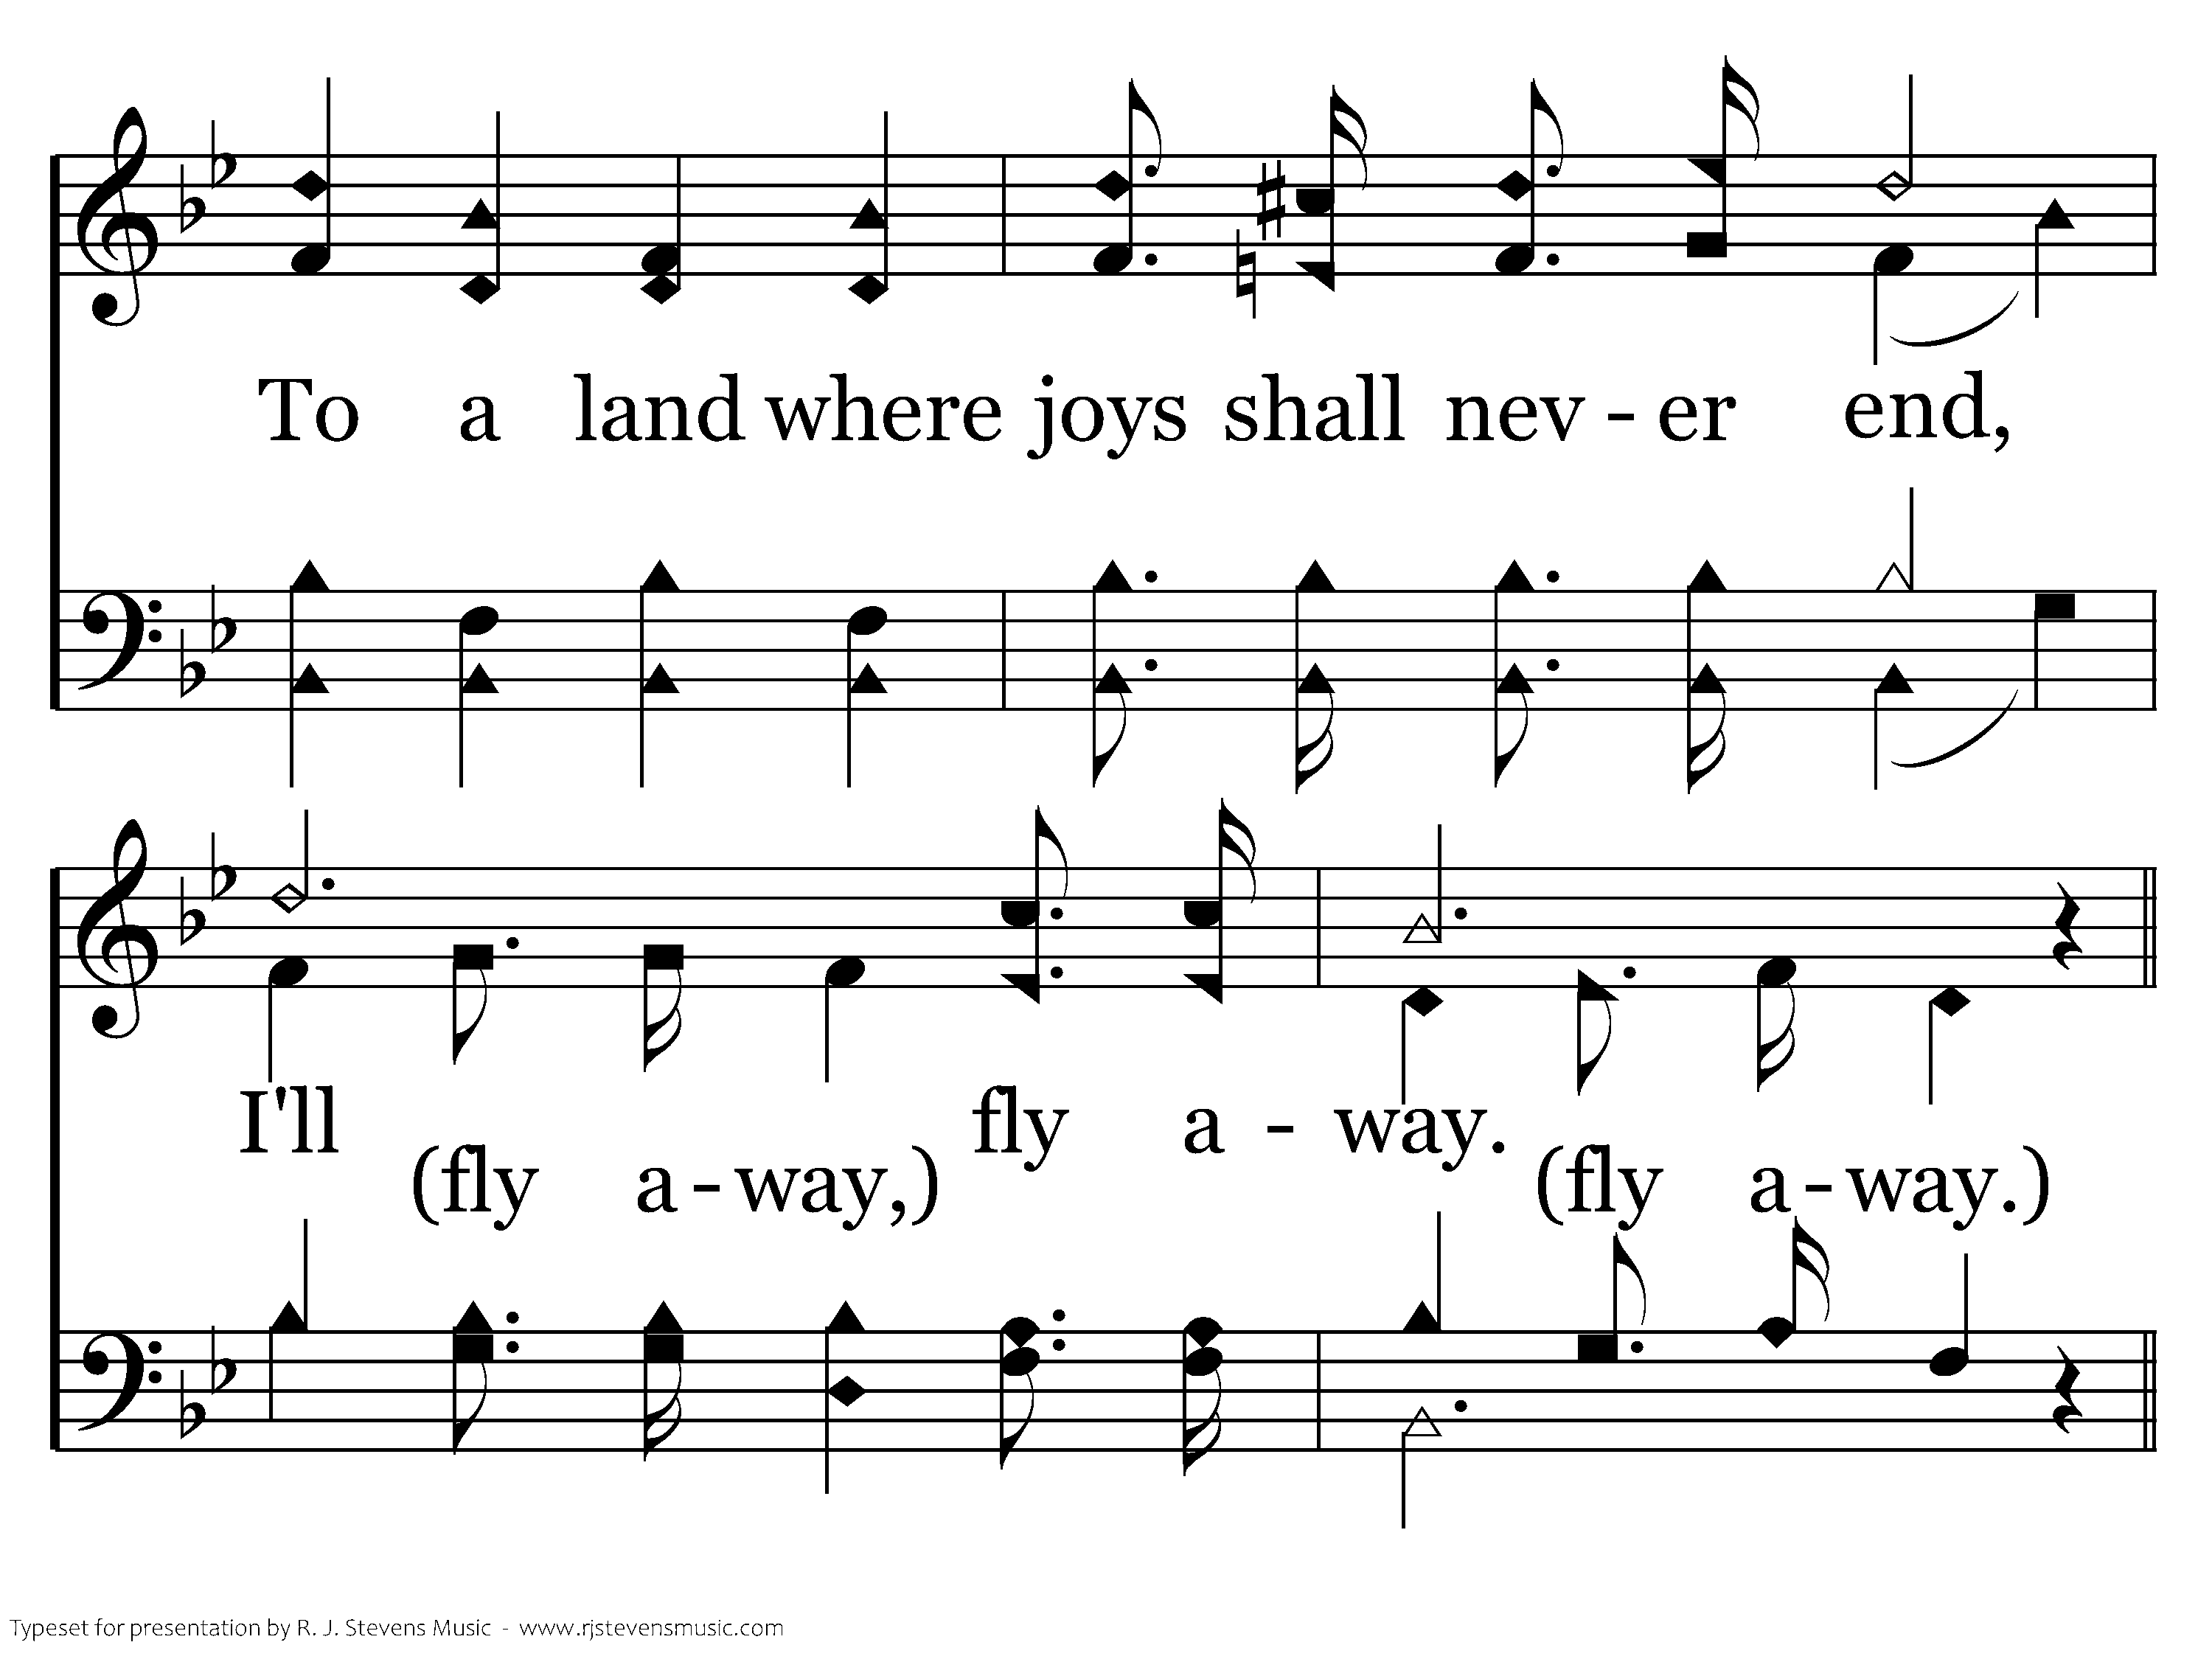 To a land where joys shall nev - er end,
I'll fly a - way.
(fly a - way,) (fly a - way.)
Typeset for presentation by R. J. Stevens Music - www.rjstevensmusic.com